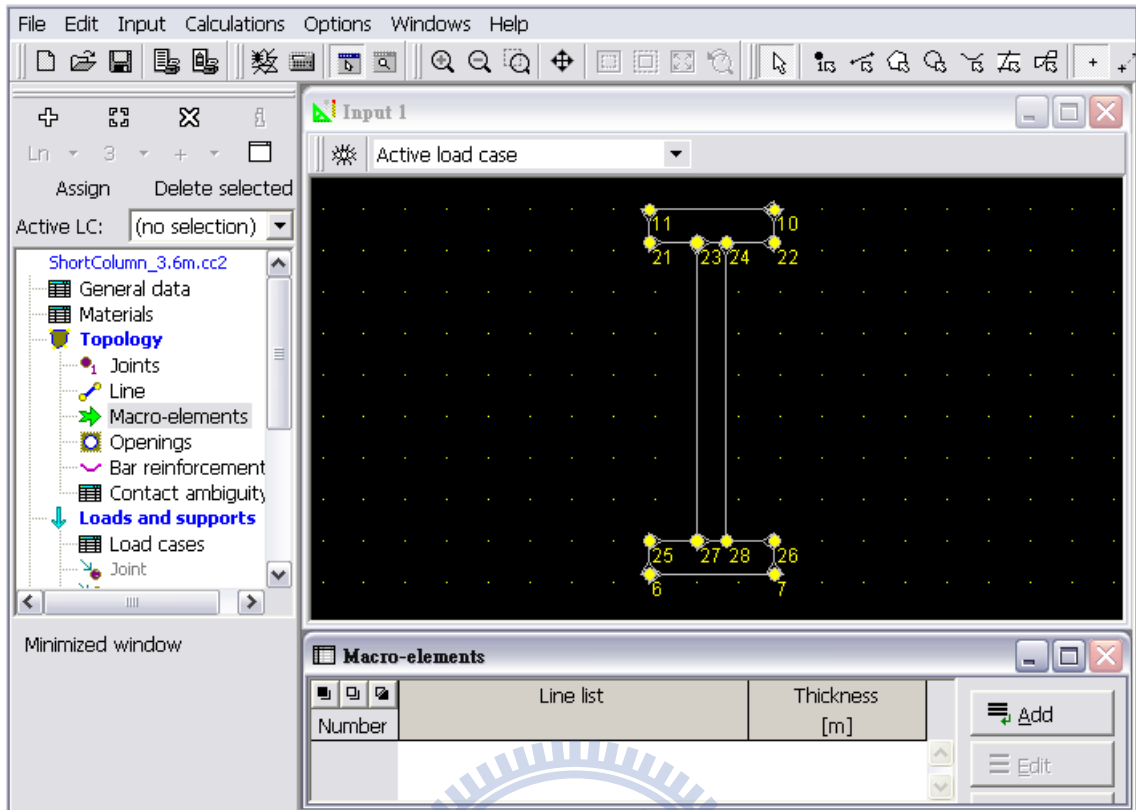 File Edit Input Calculations Options Windows Help
Ln 3 +
Assign Delete selected
Active LC: (no selection)
ShortColumn_3.6m.cc2
General data
Materials
Topology
Joints
Line
Macro-elements
Openings
Bar reinforcement
Contact ambiguity
Loads and supports
Load cases
Joint
Minimized window
Input 1
Active load case
11 10
21 23 24 22
25 27 28 26
6 7
Macro-elements
Number Line list Thickness
[m]
Add
Edit